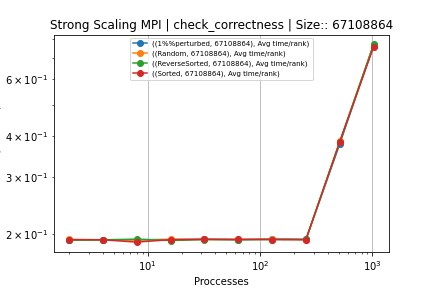 Strong Scaling MPI | check_correctness | Size:: 67108864
((1%%perturbed, 67108864), Avg time/rank)
((Random, 67108864), Avg time/rank)
((ReverseSorted, 67108864), Avg time/rank)
((Sorted, 67108864), Avg time/rank)
6 × 10⁻¹
4 × 10⁻¹
3 × 10⁻¹
2 × 10⁻¹
10¹ 10² 10³
Proccesses